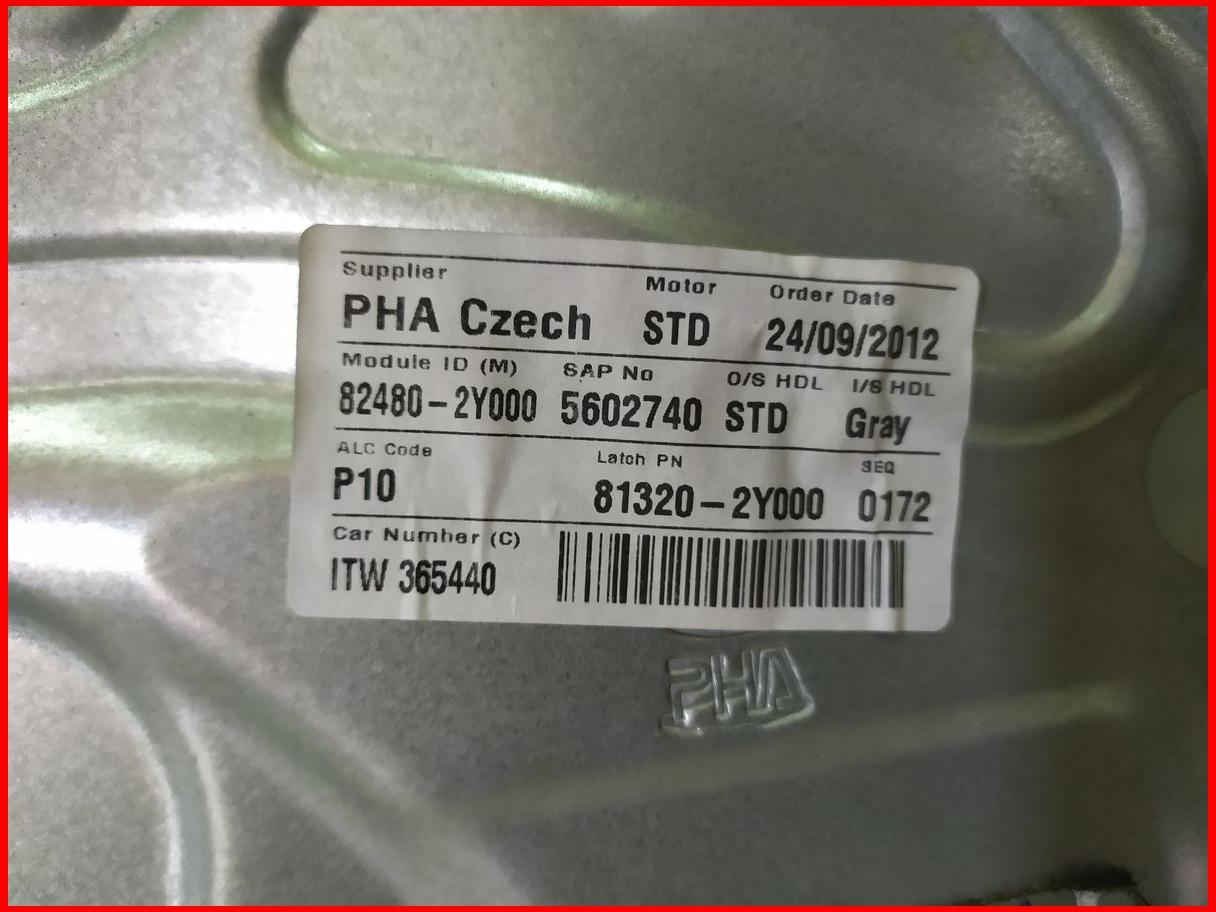 Supplier Motor Order Date
PHA Czech STD 24/09/2012
Module ID (M) SAP No O/S HDL I/S HDL
82480-2Y000 5602740 STD Gray
ALC Code Latch PN SEQ
P10 81320-2Y000 0172
Car Number (C)
ITW 365440
PHA